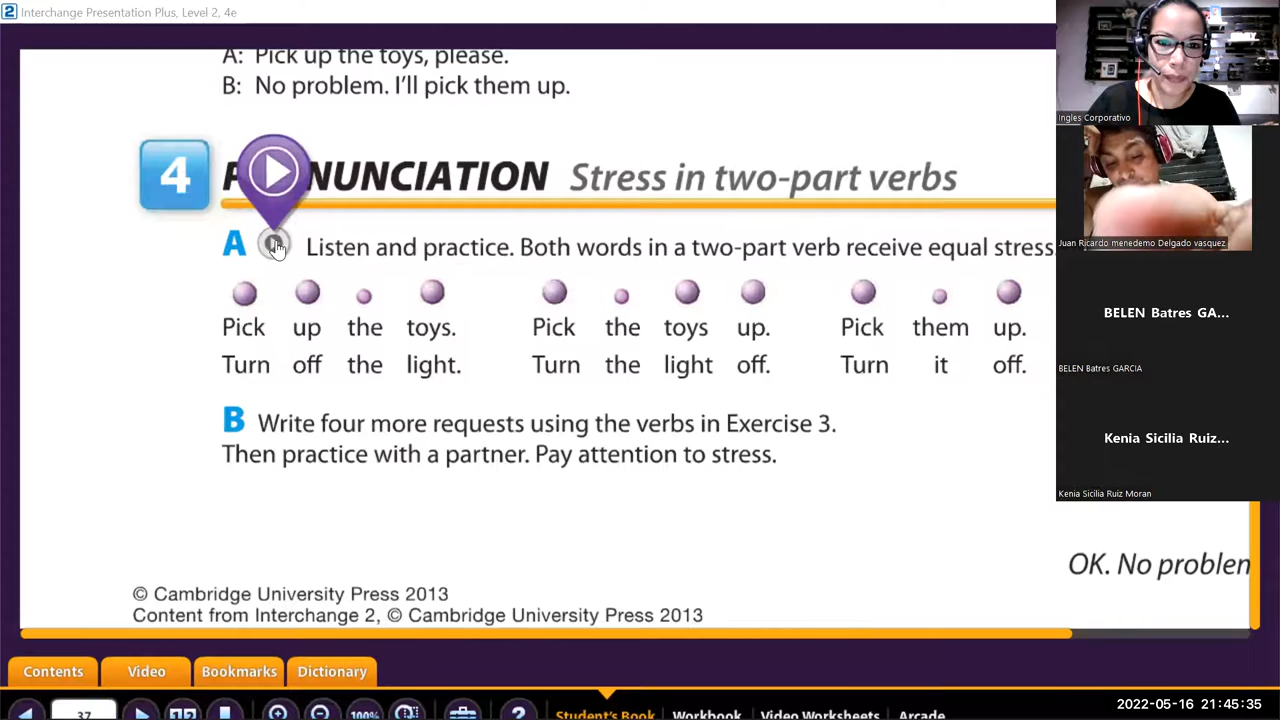 Interchange Presentation Plus, Level 2, 4e
A: Pick up the toys, please.
B: No problem. I'll pick them up.
4 PRONUNCIATION Stress in two-part verbs
A Listen and practice. Both words in a two-part verb receive equal stress.
Pick up the toys. Pick the toys up. Pick them up.
Turn off the light. Turn the light off. Turn it off.
B Write four more requests using the verbs in Exercise 3.
Then practice with a partner. Pay attention to stress.
OK. No problem
© Cambridge University Press 2013
Content from Interchange 2, © Cambridge University Press 2013
Contents Video Bookmarks Dictionary
37 100% ? Student's Book Workbook Video Worksheets Arcade
Ingles Corporativo
Juan Ricardo menedemo Delgado vasquez
BELEN Batres GA...
BELEN Batres GARCIA
Kenia Sicilia Ruiz...
Kenia Sicilia Ruiz Moran
2022-05-16 21:45:35